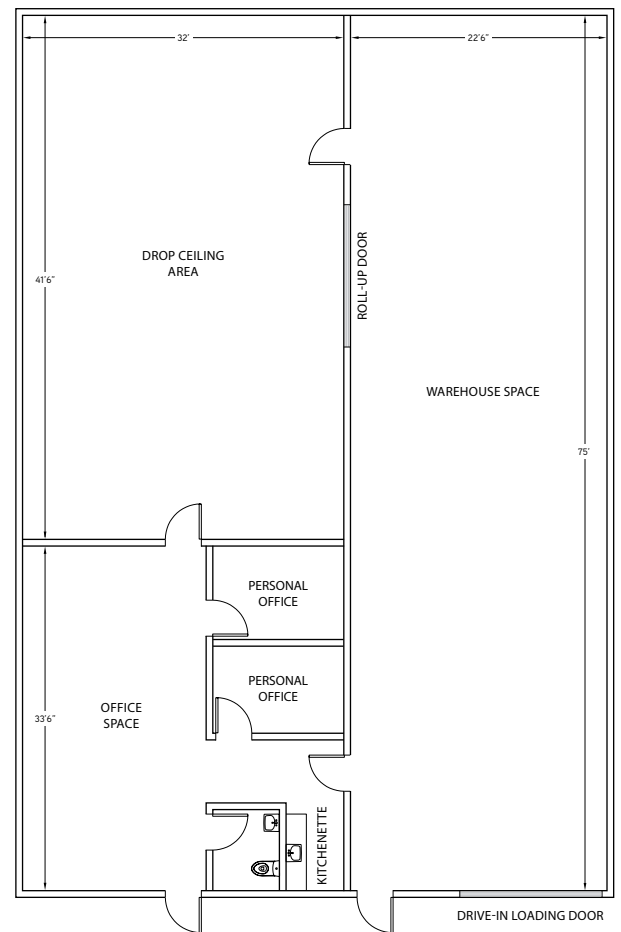 32'
22'6"
DROP CEILING
AREA
41'6"
ROLL-UP DOOR
WAREHOUSE SPACE
75'
PERSONAL
OFFICE
PERSONAL
OFFICE
OFFICE
SPACE
33'6"
KITCHENETTE
DRIVE-IN LOADING DOOR